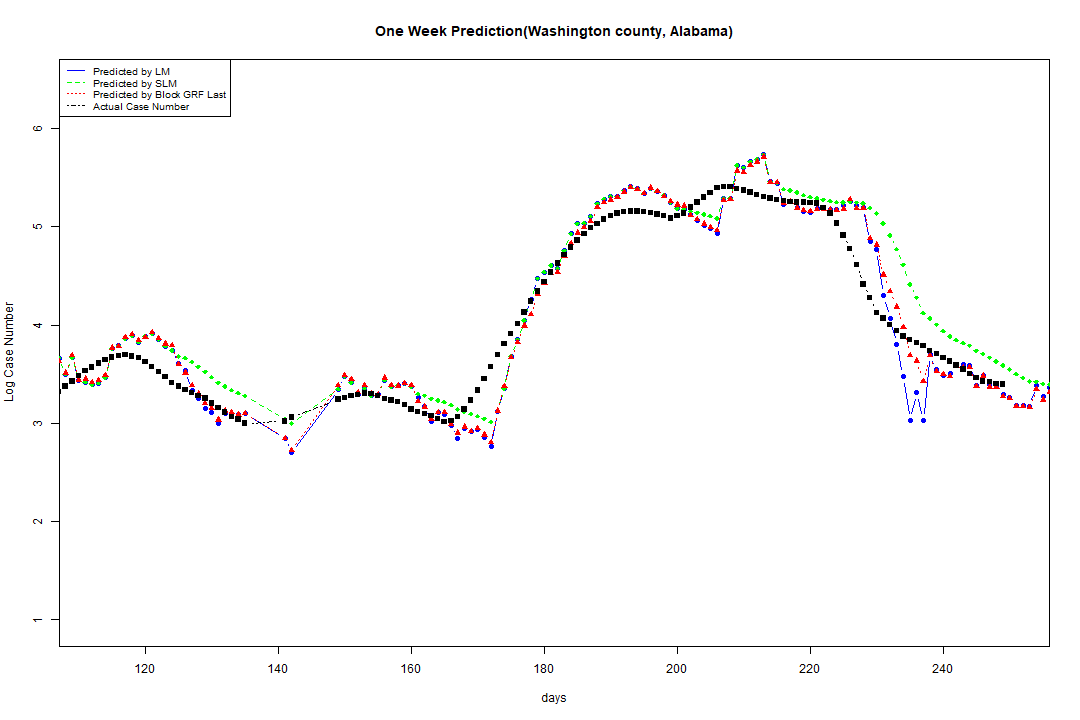 One Week Prediction(Washington county, Alabama)
Predicted by LM
Predicted by SLM
Predicted by Block GRF Last
Actual Case Number
Log Case Number
6
5
4
3
2
1
120 140 160 180 200 220 240
days